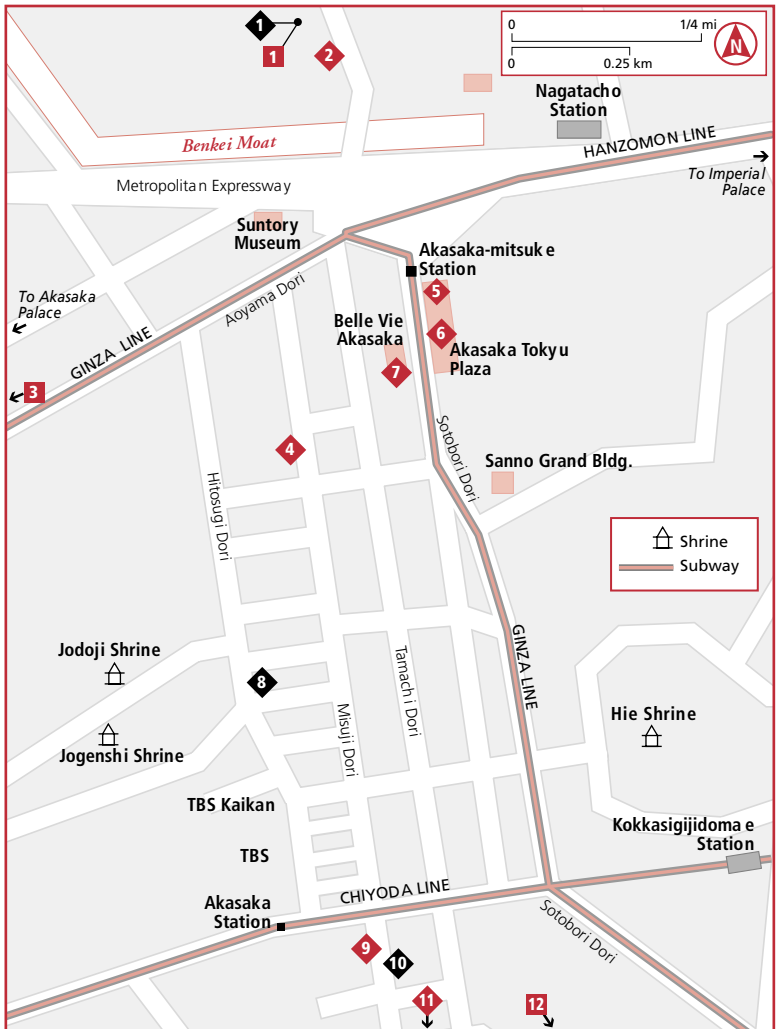 1
1
2
0
1/4 mi
0
0.25 km
N
Nagatacho
Station
HANZOMON LINE
Benkei Moat
To Imperial
Palace
Metropolitan Expressway
Suntory
Museum
Akasaka-mitsuke
Station
Aoyama Dori
To Akasaka
Palace
5
Belle Vie
Akasaka
6
Akasaka Tokyu
Plaza
GINZA LINE
7
3
Sotobori Dori
4
Sanno Grand Bldg.
Hitosugi Dori
Shrine
Subway
Jodoji Shrine
8
GINZA LINE
Tamachi Dori
Misuji Dori
Hie Shrine
Jogenshi Shrine
TBS Kaikan
Kokkasigijidomae
Station
TBS
CHIYODA LINE
Akasaka
Station
Sotobori Dori
9
10
11
12